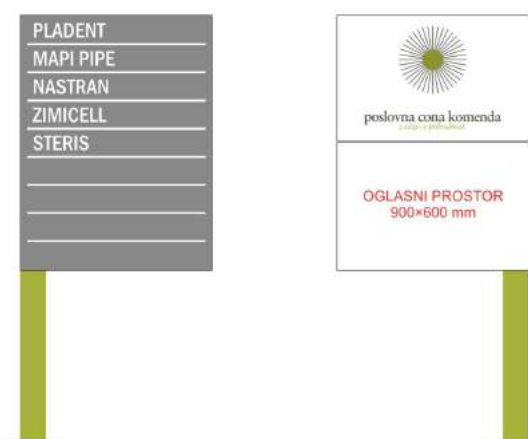 PLADENT
MAPI PIPE
NASTRAN
ZIMICELL
STERIS
poslovna cona komenda
OGLASNI PROSTOR
900×600 mm